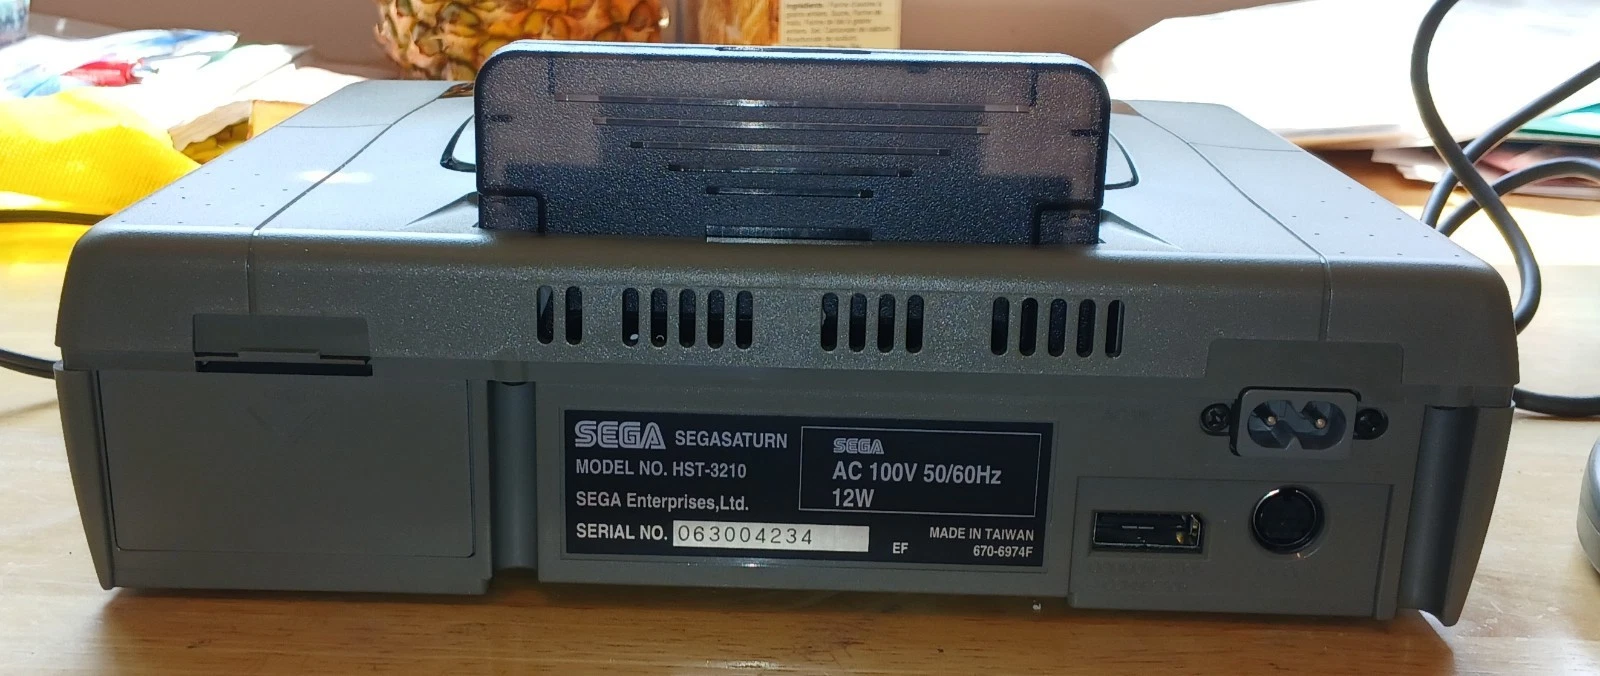 Ingrédients :
SEGA SEGASATURN
MODEL NO. HST-3210
SEGA Enterprises,Ltd.
SERIAL NO. 063004234
EF
SEGA
AC 100V 50/60Hz
12W
MADE IN TAIWAN
670-6974F